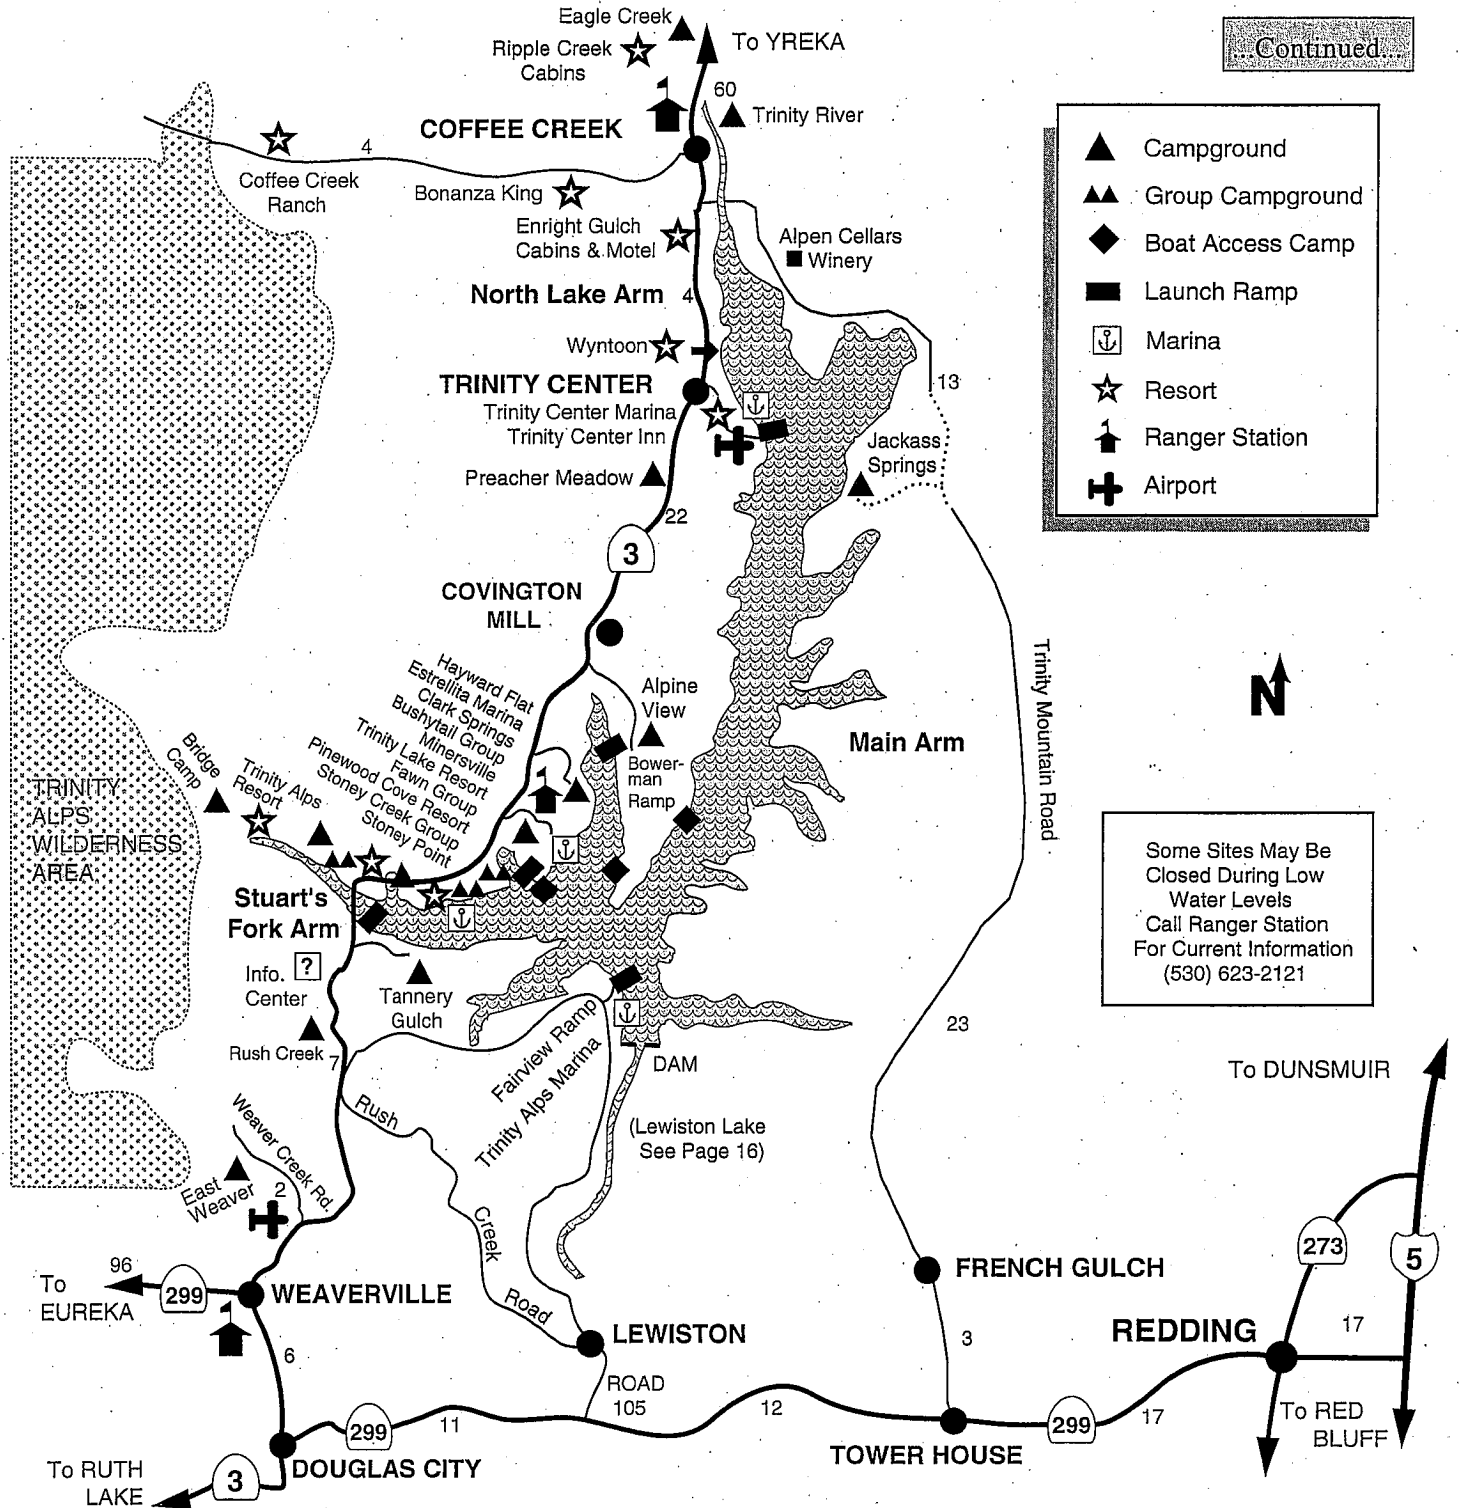 Eagle Creek
Ripple Creek
Cabins
To YREKA
...Continued...
60
Trinity River
COFFEE CREEK
4
Coffee Creek
Ranch
Bonanza King
Enright Gulch
Cabins & Motel
Alpen Cellars
Winery
North Lake Arm
4
Wyntoon
TRINITY CENTER
Trinity Center Marina
Trinity Center Inn
13
Jackass
Springs
Preacher Meadow
22
3
Campground
Group Campground
Boat Access Camp
Launch Ramp
Marina
Resort
Ranger Station
Airport
COVINGTON
MILL
Hayward Flat
Estrellita Marina
Clark Springs
Bushytail Group
Minersville
Trinity Lake Resort
Fawn Group
Pinewood Cove Resort
Stoney Creek Group
Stoney Point
Alpine
View
Bower-
man
Ramp
Main Arm
Trinity Mountain Road
N
Bridge
Camp
Trinity Alps
Resort
TRINITY
ALPS
WILDERNESS
AREA
Stuart's
Fork Arm
Some Sites May Be
Closed During Low
Water Levels
Call Ranger Station
For Current Information
(530) 623-2121
Info.
Center
?
Tannery
Gulch
Rush Creek
7
Fairview Ramp
Trinity Alps Marina
DAM
23
(Lewiston Lake
See Page 16)
Rush
Creek
Road
Weaver Creek Rd.
East
Weaver
2
To DUNSMUIR
273
5
96
To
EUREKA
299
WEAVERVILLE
6
LEWISTON
ROAD
105
FRENCH GULCH
3
REDDING
17
299
11
12
299
17
To RED
BLUFF
TOWER HOUSE
DOUGLAS CITY
To RUTH
LAKE
3